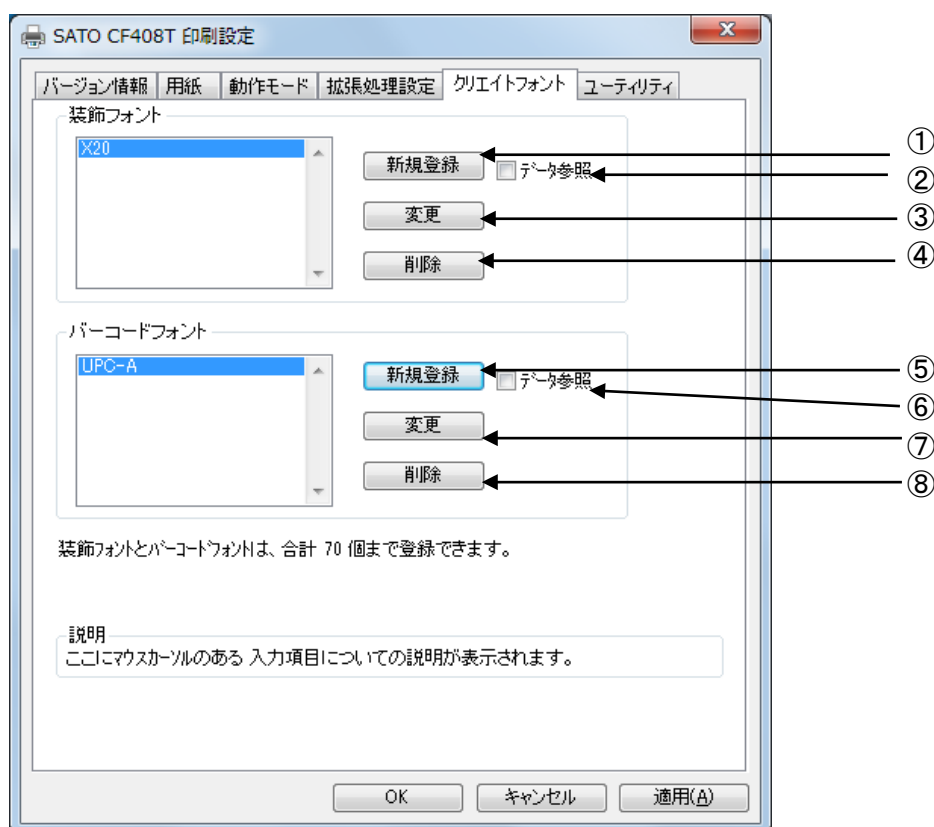 SATO CF408T 印刷設定
バージョン情報 用紙 動作モード 拡張処理設定 クリエイトフォント ユーティリティ
装飾フォント
X20
新規登録 データ参照
変更
削除
①
②
③
④
バーコードフォント
UPC-A
新規登録 データ参照
変更
削除
⑤
⑥
⑦
⑧
装飾フォントとバーコードフォントは、合計 70 個まで登録できます。
説明
ここにマウスカーソルのある 入力項目についての説明が表示されます。
OK キャンセル 適用(A)